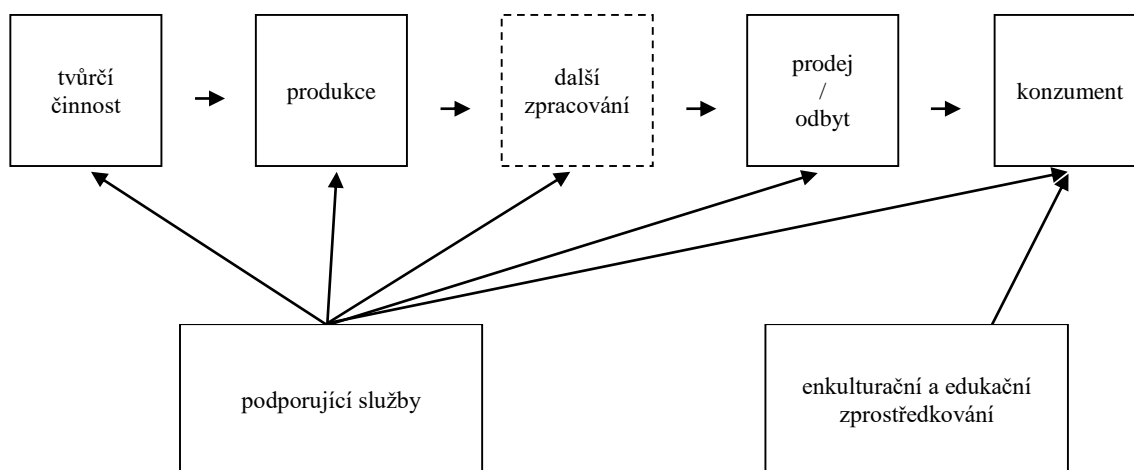 tvůrčí
činnost
produkce
další
zpracování
prodej
/
odbyt
konzument
podporující služby
enkulturační a edukační
zprostředkování